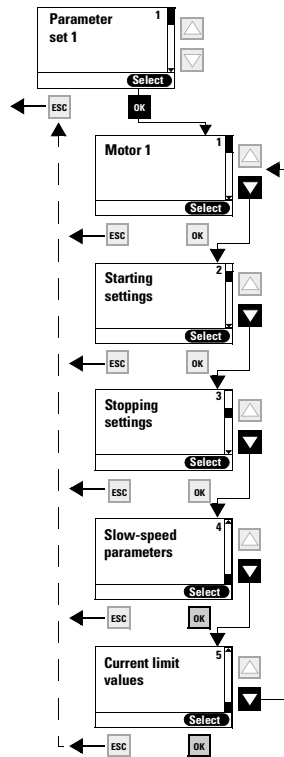 Parameter 1
set 1
Select
ESC OK
Motor 1 1
Select
ESC OK
Starting 2
settings
Select
ESC OK
Stopping 3
settings
Select
ESC OK
Slow-speed 4
parameters
Select
ESC OK
Current limit 5
values
Select
ESC OK